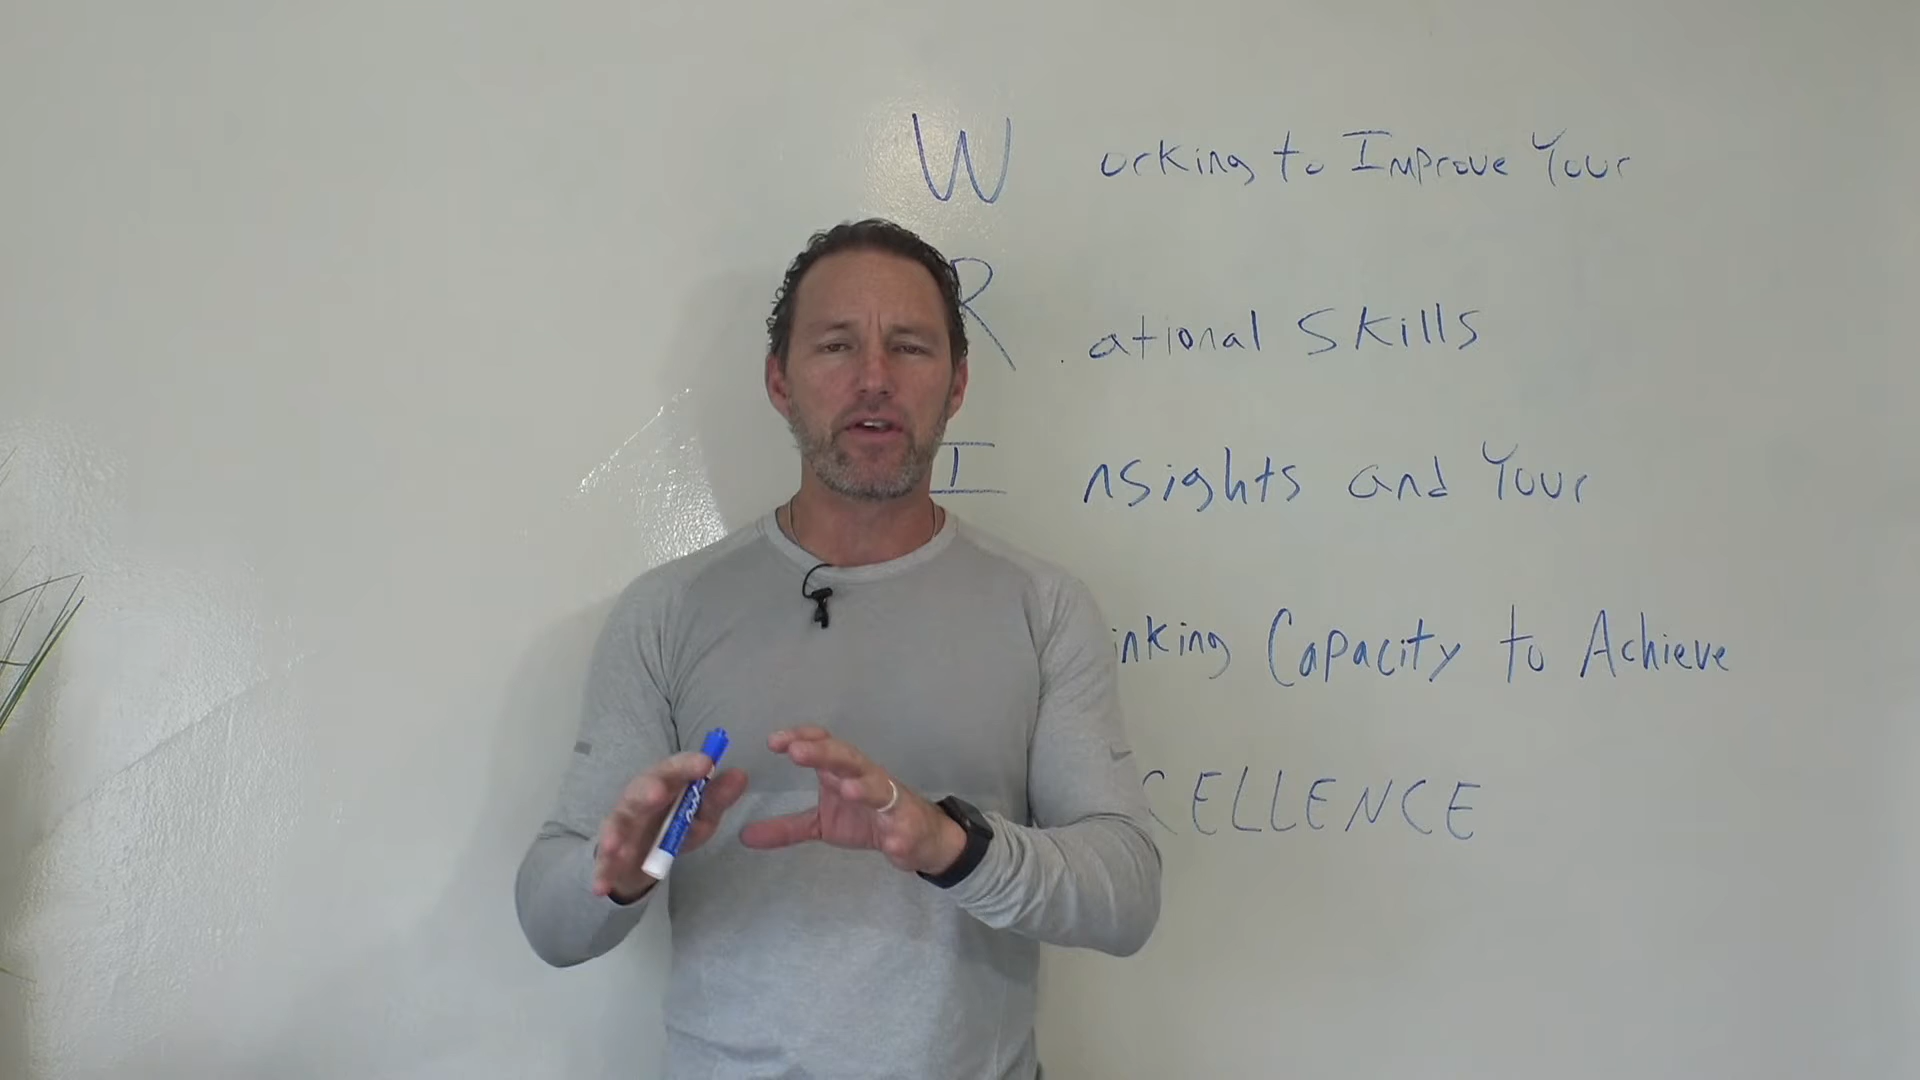 W orking to Improve Your
R ational Skills
I nsights and Your
inking Capacity to Achieve
CELLENCE